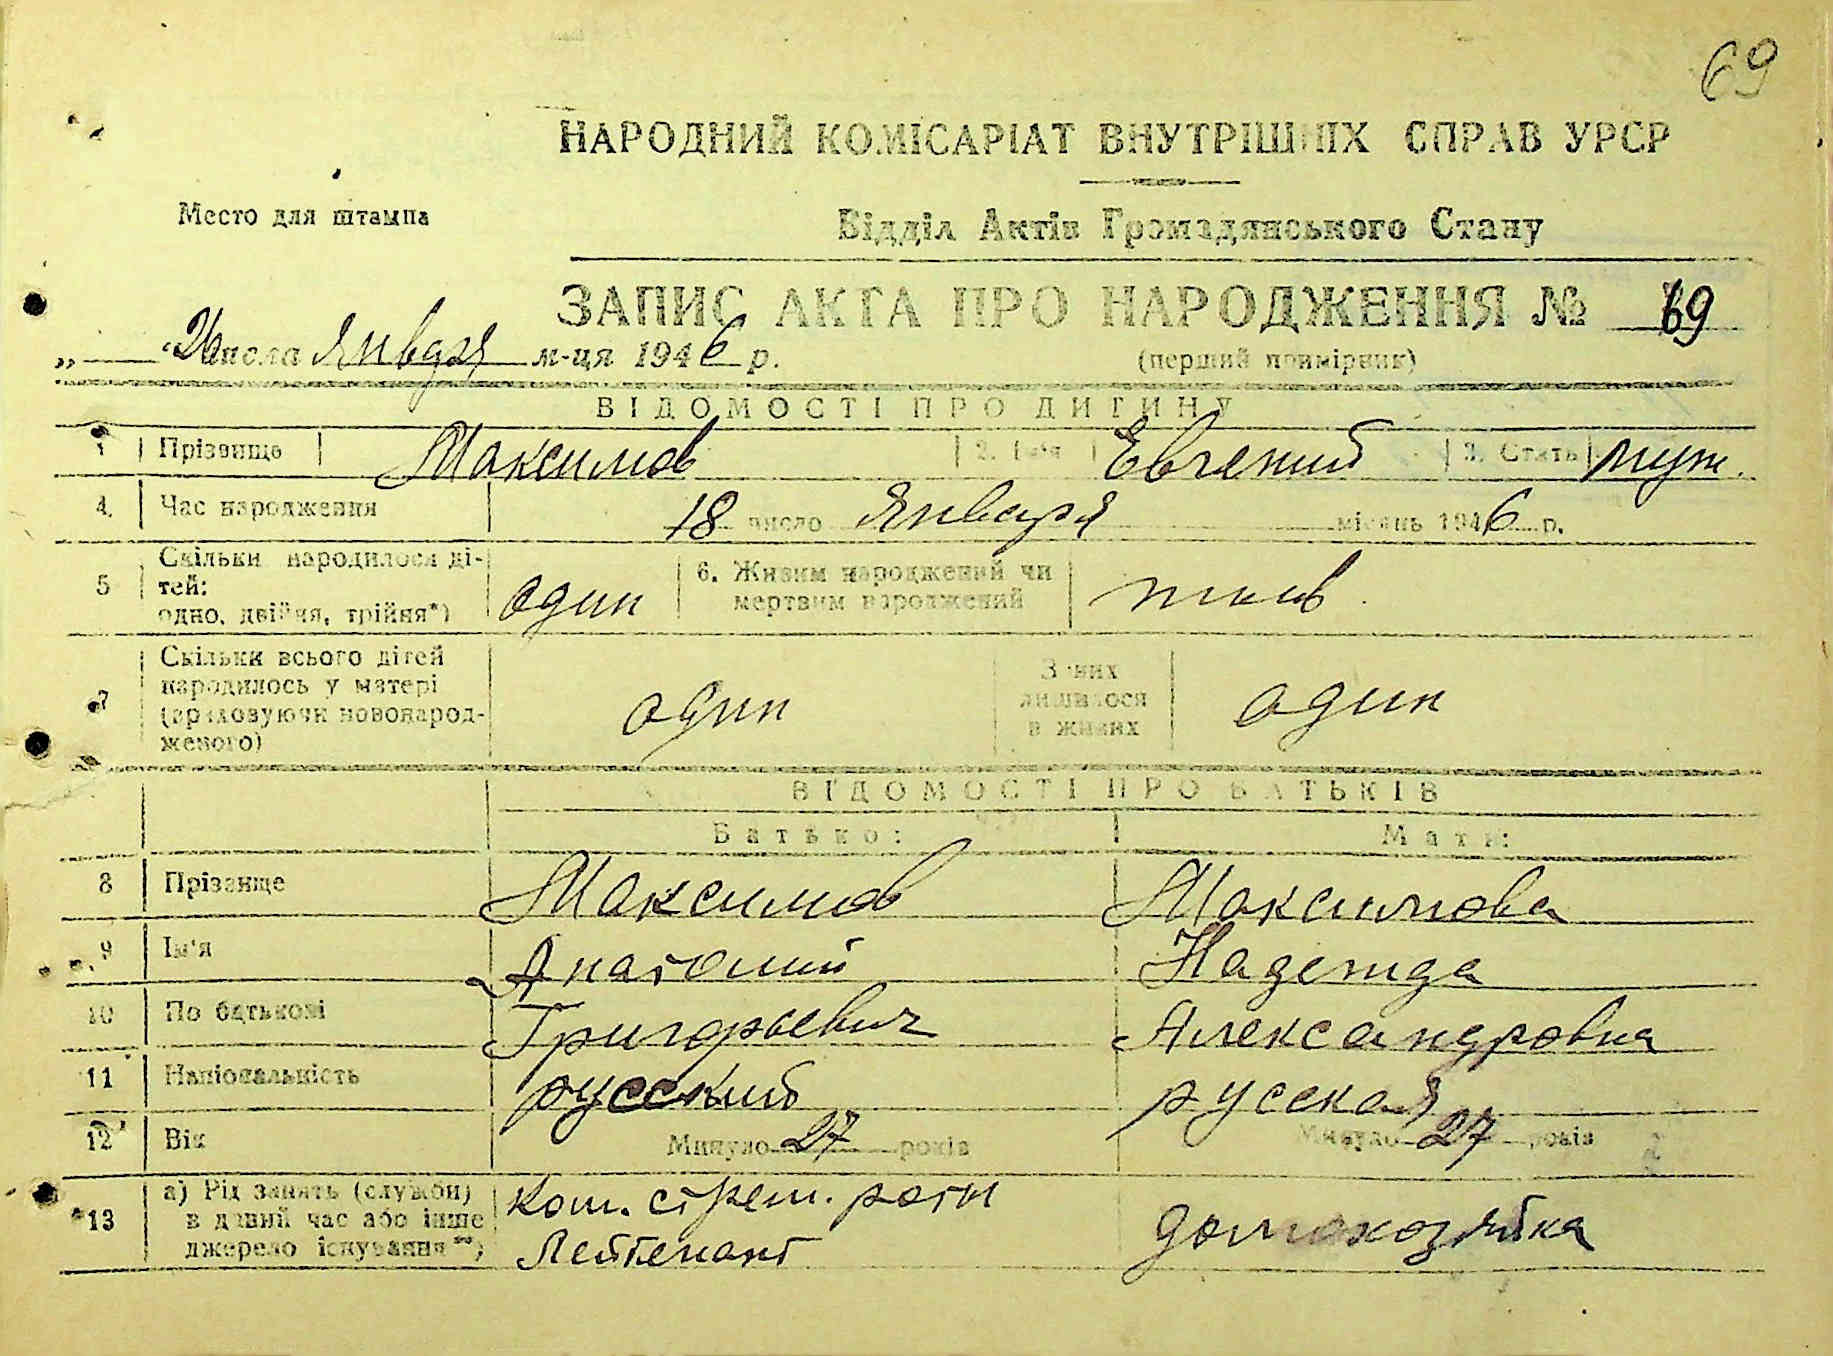 69
НАРОДНИЙ КОМІСАРІАТ ВНУТРІШНІХ СПРАВ УРСР
Место для штампа
Відділ Актів Громадянського Стану
ЗАПИС АКТА ПРО НАРОДЖЕННЯ № 69
„ “ 26 числа января м-ця 1946 р.
(перший примірник)
ВІДОМОСТІ ПРО ДИТИНУ
1 Прізвище Максимов 2. Ім'я Евгений 3. Стать муж.
4. Час народження 18 число января місяць 1946 р.
5 Скільки народилося ді-
тей:
одно, двійня, трійня*) один 6. Живим народжений чи
мертвим народжений жив.
7 Скільки всього дітей
народилось у матері
(враховуючи новонарод-
женого) один З них
лишилося
в живих один
ВІДОМОСТІ ПРО БАТЬКІВ
Батько: Мати:
8 Прізвище Максимов Максимова
9 Ім'я Анатолий Надежда
10 По батькові Григорьевич Александровна
11 Національність русский русская
12 Вік Минуло 27 років Минуло 27 років
13 а) Рід занять (служби)
в даний час або інше
джерело існування**) Ком. стрел. роты
Лейтенант домохозяйка